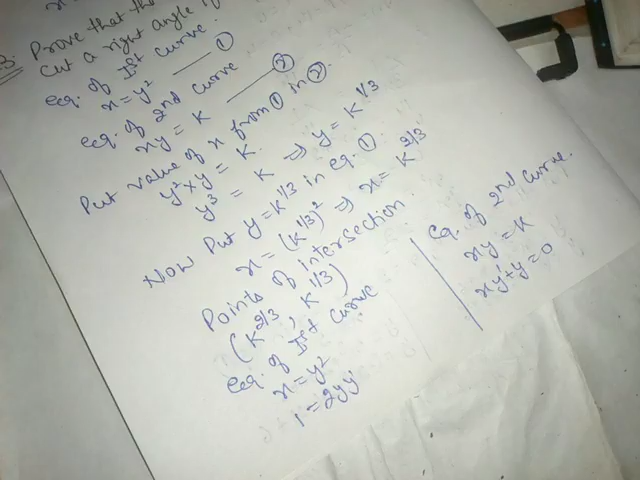 3 Prove that the
cut a right angle if
eq. of Ist curve.
x = y² — ①
eq. of 2nd curve
xy = K — ②
Put value of x from ① in ②.
y² × y = K.
y³ = K ⇒ y = K^1/3
Now Put y = K^1/3 in eq. ①
x = (K^1/3)² ⇒ x = K^2/3
Points of intersection.
(K^2/3, K^1/3)
eq. of Ist curve
x = y²
1 = 2yy'
eq. of 2nd curve.
xy = K
xy' + y = 0